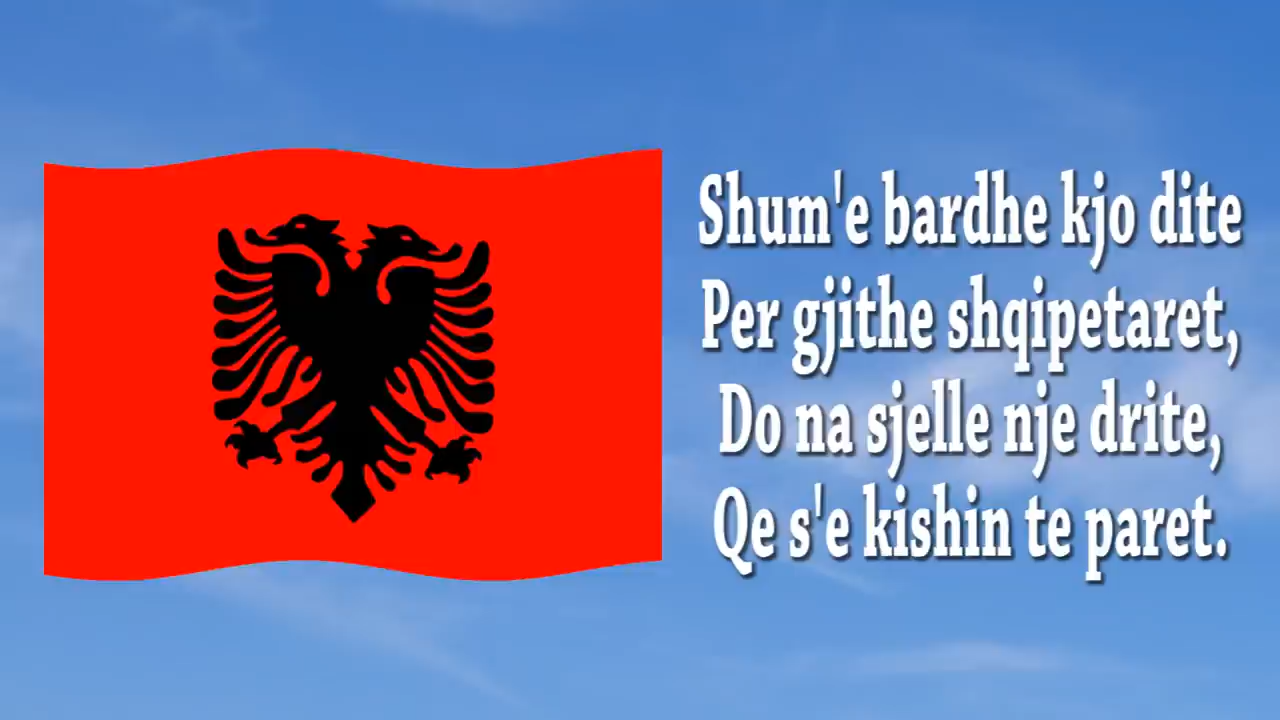 Shum'e bardhe kjo dite
Per gjithe shqipetaret,
Do na sjelle nje drite,
Qe s'e kishin te paret.